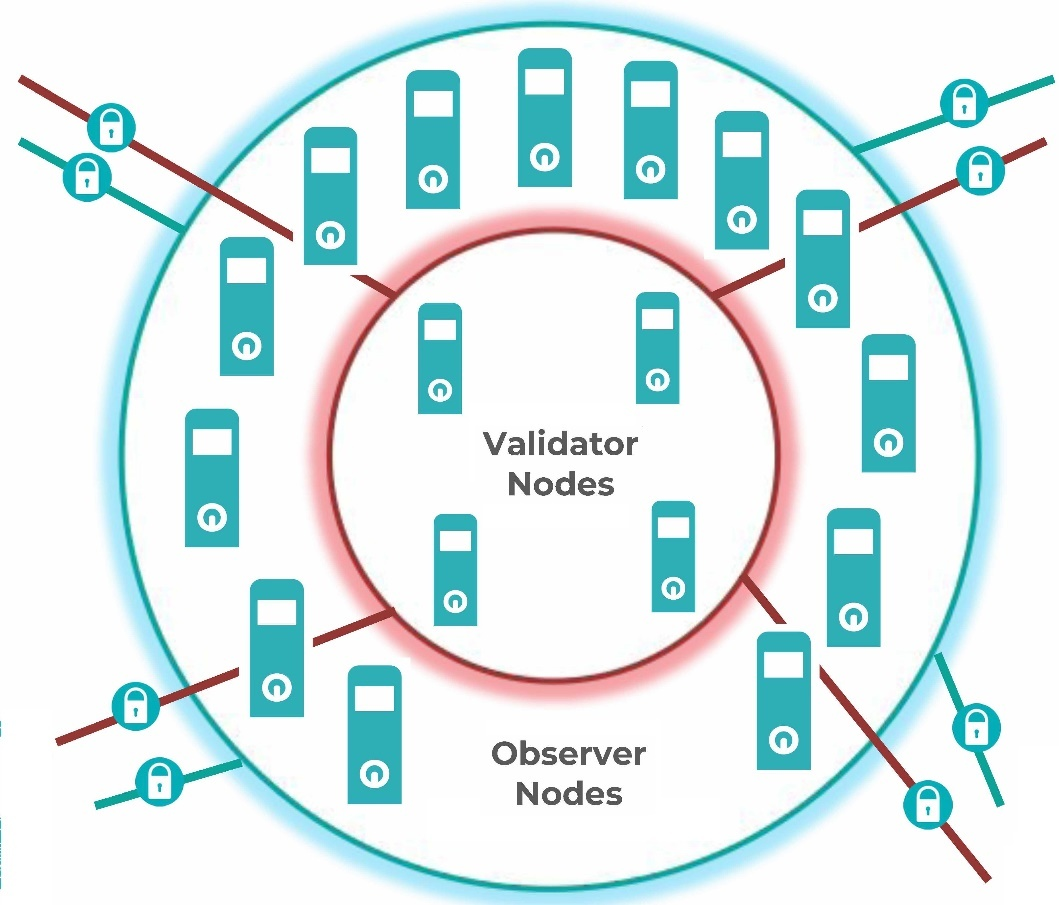 Validator
Nodes
Observer
Nodes